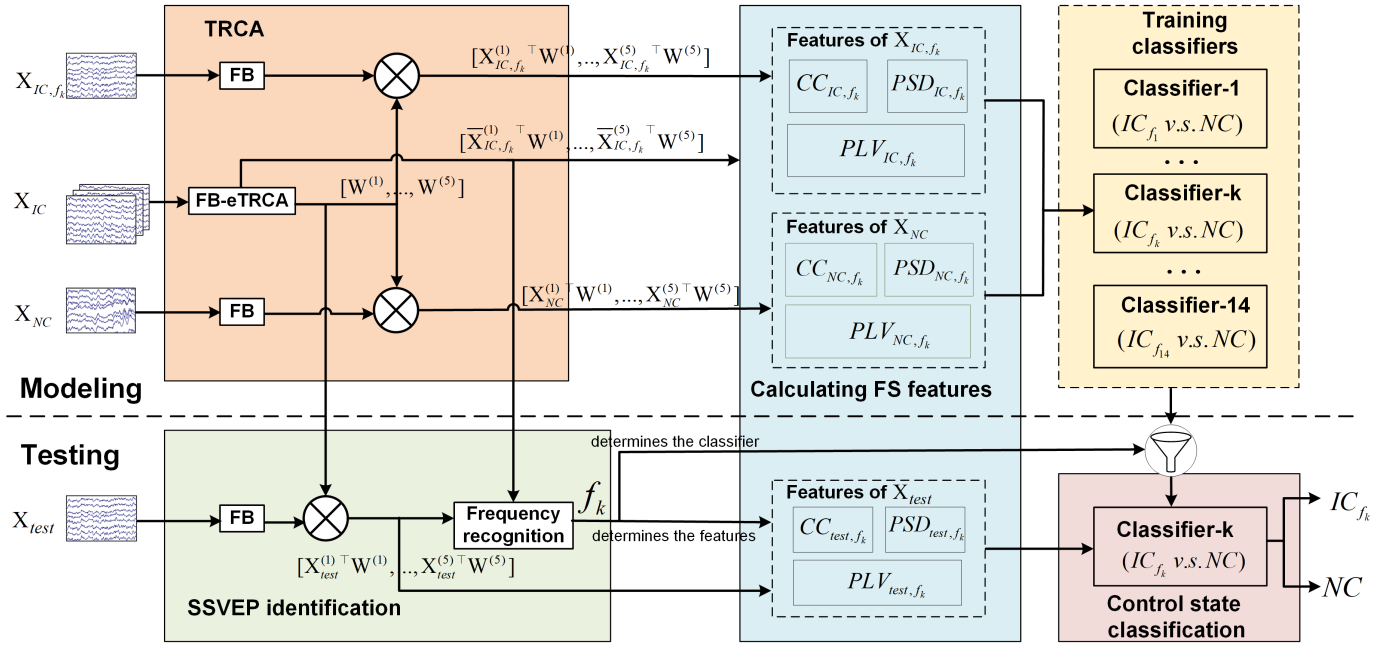 TRCA
X_{IC,f_k}
FB
[X_{IC,f_k}^{(1)}{}^⊤W^{(1)},..,X_{IC,f_k}^{(5)}{}^⊤W^{(5)}]
[X̅_{IC,f_k}^{(1)}{}^⊤W^{(1)},...,X̅_{IC,f_k}^{(5)}{}^⊤W^{(5)}]
X_{IC}
FB-eTRCA
[W^{(1)},...,W^{(5)}]
X_{NC}
FB
[X_{NC}^{(1)}{}^⊤W^{(1)},...,X_{NC}^{(5)}{}^⊤W^{(5)}]
Modeling
Features of X_{IC,f_k}
CC_{IC,f_k}
PSD_{IC,f_k}
PLV_{IC,f_k}
Features of X_{NC}
CC_{NC,f_k}
PSD_{NC,f_k}
PLV_{NC,f_k}
Calculating FS features
Training
classifiers
Classifier-1
(IC_{f_1} v.s. NC)
...
Classifier-k
(IC_{f_k} v.s. NC)
...
Classifier-14
(IC_{f_{14}} v.s. NC)
Testing
X_{test}
FB
[X_{test}^{(1)}{}^⊤W^{(1)},..,X_{test}^{(5)}{}^⊤W^{(5)}]
Frequency
recognition
f_k
SSVEP identification
determines the classifier
determines the features
Features of X_{test}
CC_{test,f_k}
PSD_{test,f_k}
PLV_{test,f_k}
Classifier-k
(IC_{f_k} v.s. NC)
Control state
classification
IC_{f_k}
NC